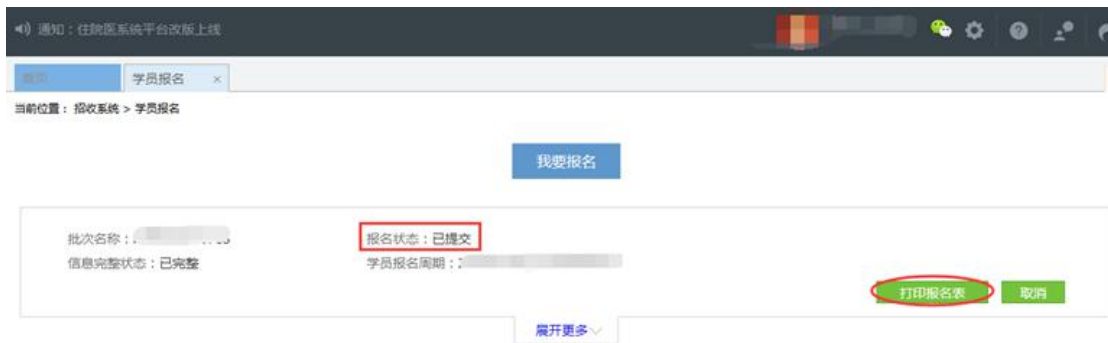 通知：住院医系统平台改版上线
首页 学员报名 ×
当前位置： 招收系统 > 学员报名
我要报名
批次名称： 报名状态：已提交
信息完整状态：已完整 学员报名周期：
打印报名表 取消
展开更多